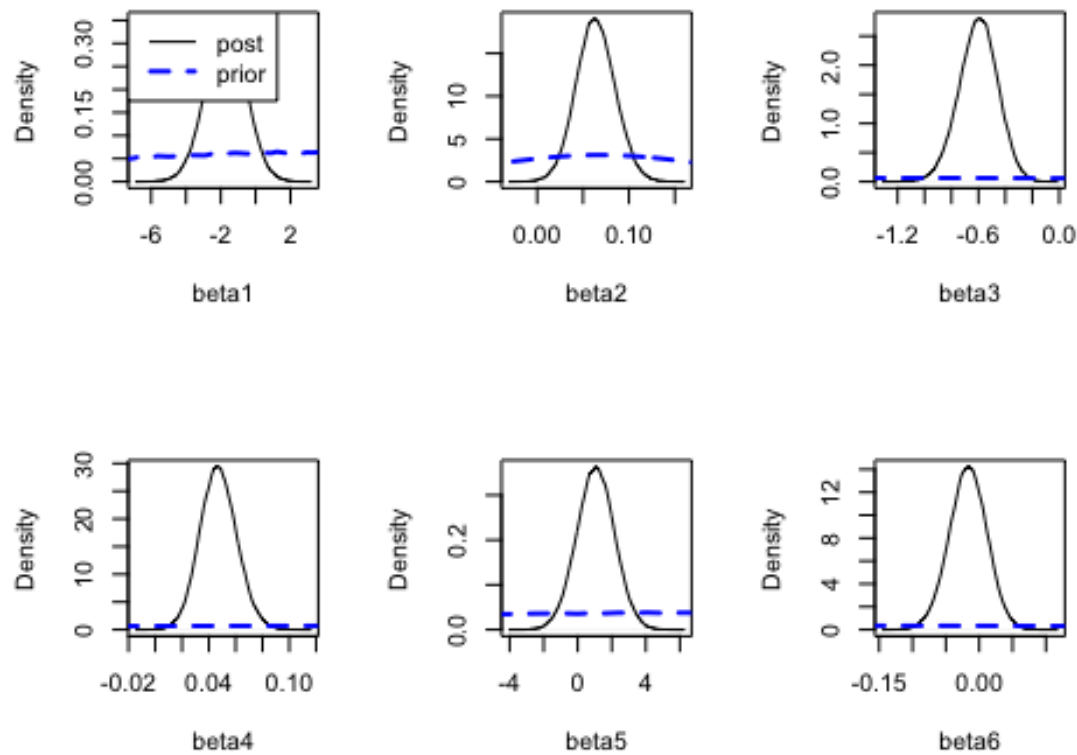 post
prior
Density
0.00 0.15 0.30
-6 -2 2
beta1
Density
0 5 10
0.00 0.10
beta2
Density
0.0 1.0 2.0
-1.2 -0.6 0.0
beta3
Density
0 10 20 30
-0.02 0.04 0.10
beta4
Density
0.0 0.2
-4 0 4
beta5
Density
0 4 8 12
-0.15 0.00
beta6